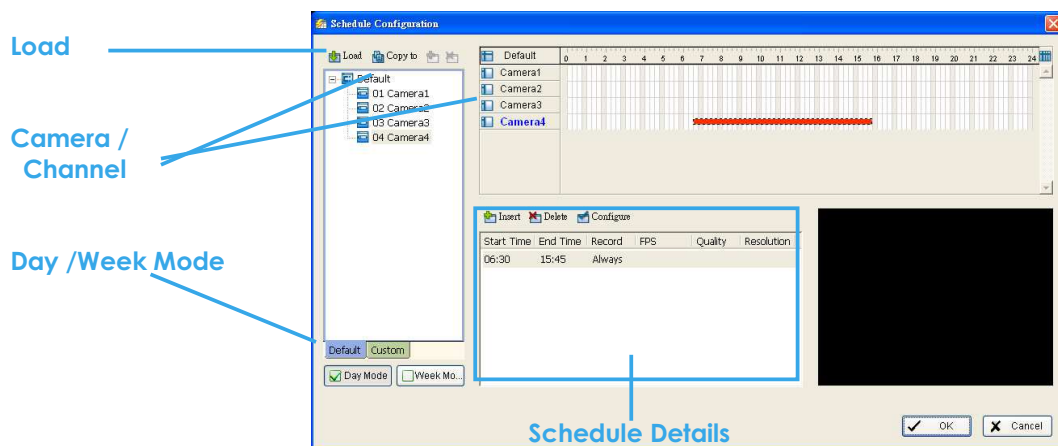 Schedule Configuration
Load
Load Copy to
Default
01 Camera1
02 Camera2
03 Camera3
04 Camera4
Camera /
Channel
Default 0 1 2 3 4 5 6 7 8 9 10 11 12 13 14 15 16 17 18 19 20 21 22 23 24
Camera1
Camera2
Camera3
Camera4
Day /Week Mode
Insert Delete Configure
Start Time End Time Record FPS Quality Resolution
06:30 15:45 Always
Default Custom
Day Mode Week Mo...
Schedule Details
OK Cancel